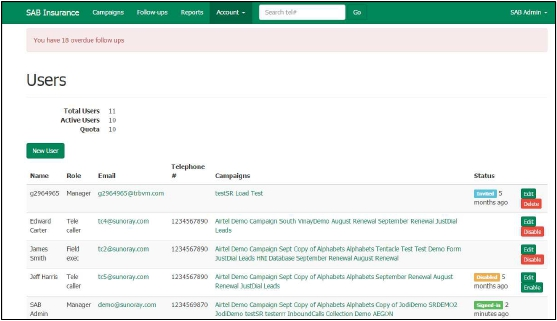 SAB Insurance Campaigns Follow-ups Reports Account Search tel# Go SAB Admin
You have 18 overdue follow ups
Users
Total Users 11
Active Users 10
Quota 10
New User
Telephone
Name Role Email # Campaigns Status
g2964965 Manager g2964965@trbvm.com testSR Load Test Invited 5 Edit
months ago Delete
Edward Tele tc4@sunoray.com 1234567890 Airtel Demo Campaign South VinayDemo August Renewal September Renewal JustDial Edit
Carter caller Leads Disable
James Field tc2@sunoray.com 1234567890 Airtel Demo Campaign Sept Copy of Alphabets Alphabets Tentacle Test Test Demo Form Edit
Smith exec JustDial Leads HNI Database September Renewal August Renewal Disable
Jeff Harris Tele tc5@sunoray.com 1234567890 Airtel Demo Campaign Sept Copy of Alphabets Alphabets September Renewal August Disabled 5 Edit
caller Renewal JustDial Leads months ago Enable
SAB Manager demo@sunoray.com 1234569870 Airtel Demo Campaign Sept Copy of Alphabets Alphabets Copy of JodiDemo SRDEMO2 Signed-in 2 Edit
Admin JodiDemo testSR testerrr InboundCalls Collection Demo AEGON minutes ago